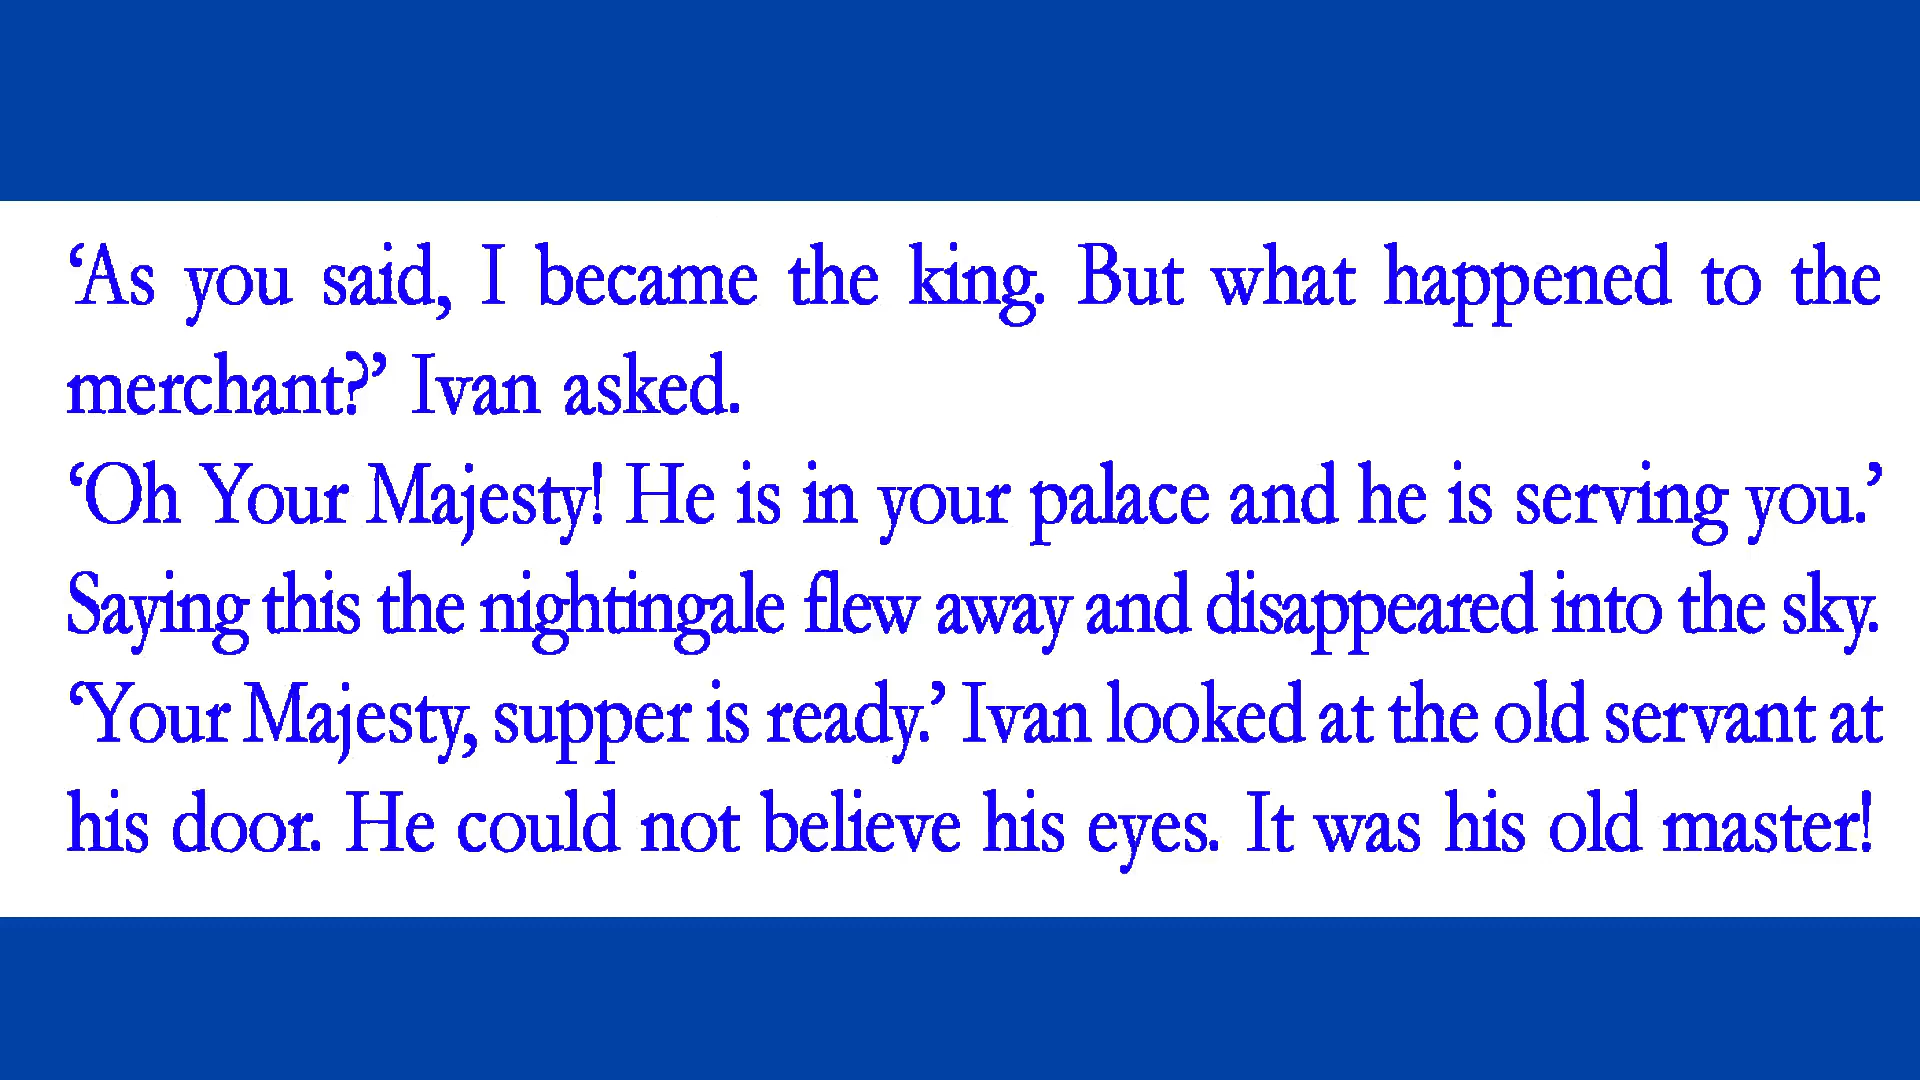 ‘As you said, I became the king. But what happened to the
merchant?’ Ivan asked.
‘Oh Your Majesty! He is in your palace and he is serving you.’
Saying this the nightingale flew away and disappeared into the sky.
‘Your Majesty, supper is ready.’ Ivan looked at the old servant at
his door. He could not believe his eyes. It was his old master!